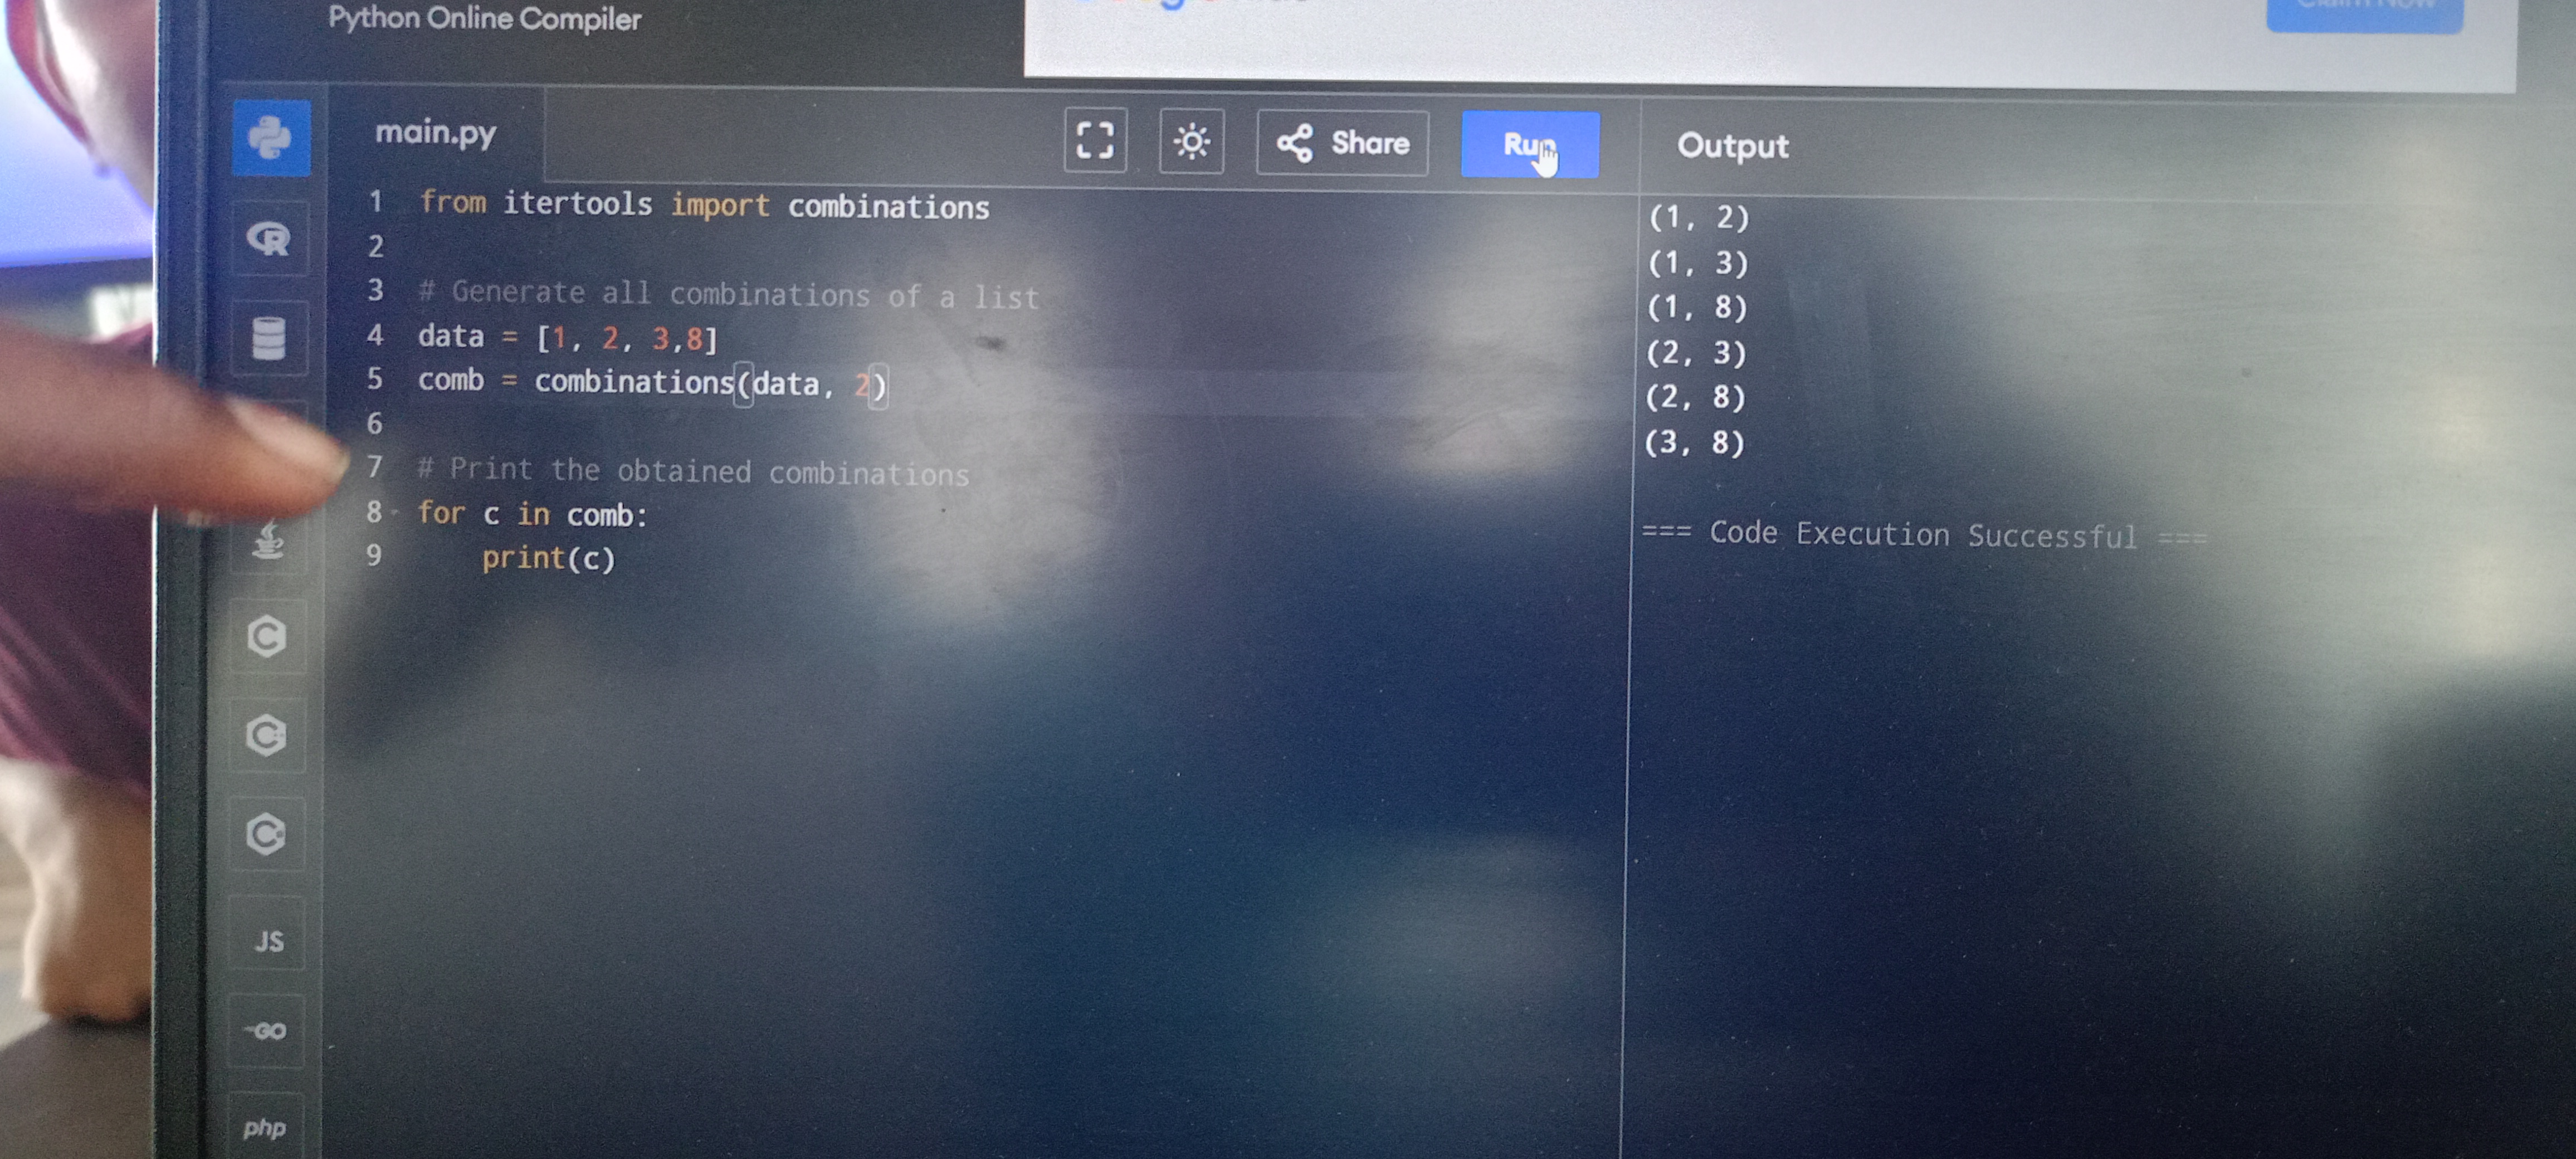 Python Online Compiler
main.py
Share
Run
Output
1 from itertools import combinations
2
3 # Generate all combinations of a list
4 data = [1, 2, 3,8]
5 comb = combinations(data, 2)
6
7 # Print the obtained combinations
8 for c in comb:
9 print(c)
(1, 2)
(1, 3)
(1, 8)
(2, 3)
(2, 8)
(3, 8)
=== Code Execution Successful ===
JS
GO
php